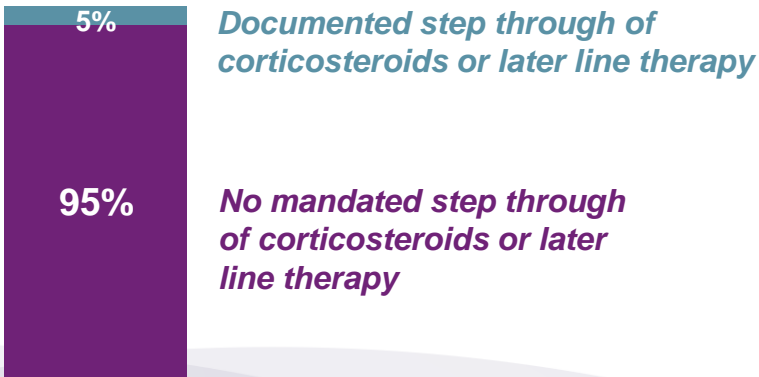 5%
Documented step through of
corticosteroids or later line therapy
95%
No mandated step through
of corticosteroids or later
line therapy